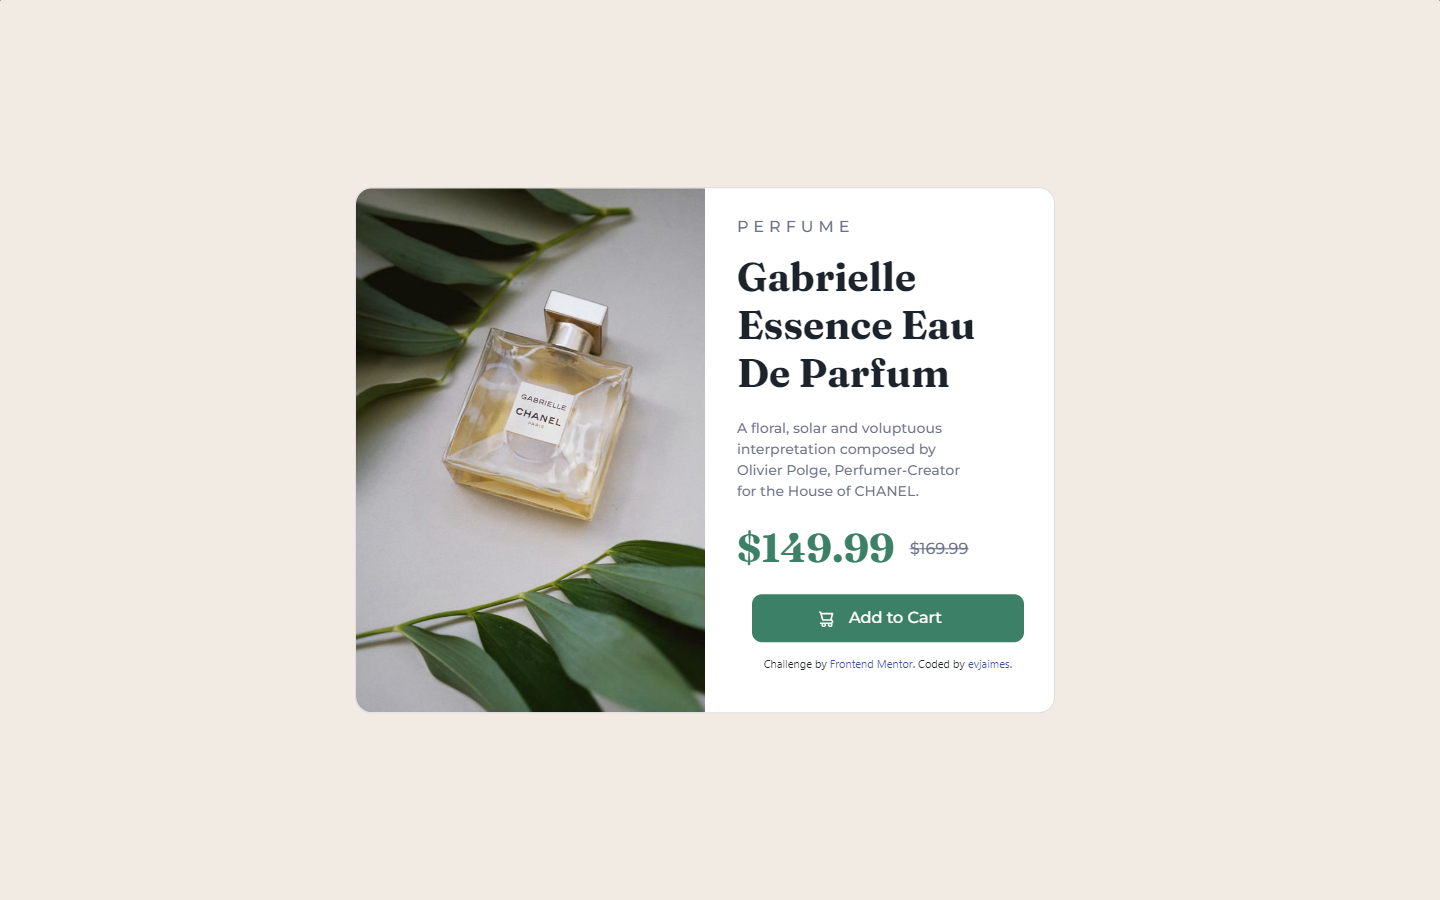 PERFUME
Gabrielle
Essence Eau
De Parfum
A floral, solar and voluptuous
interpretation composed by
Olivier Polge, Perfumer-Creator
for the House of CHANEL.
$149.99 $169.99
Add to Cart
Challenge by Frontend Mentor. Coded by evjaimes.
GABRIELLE
CHANEL
PARIS